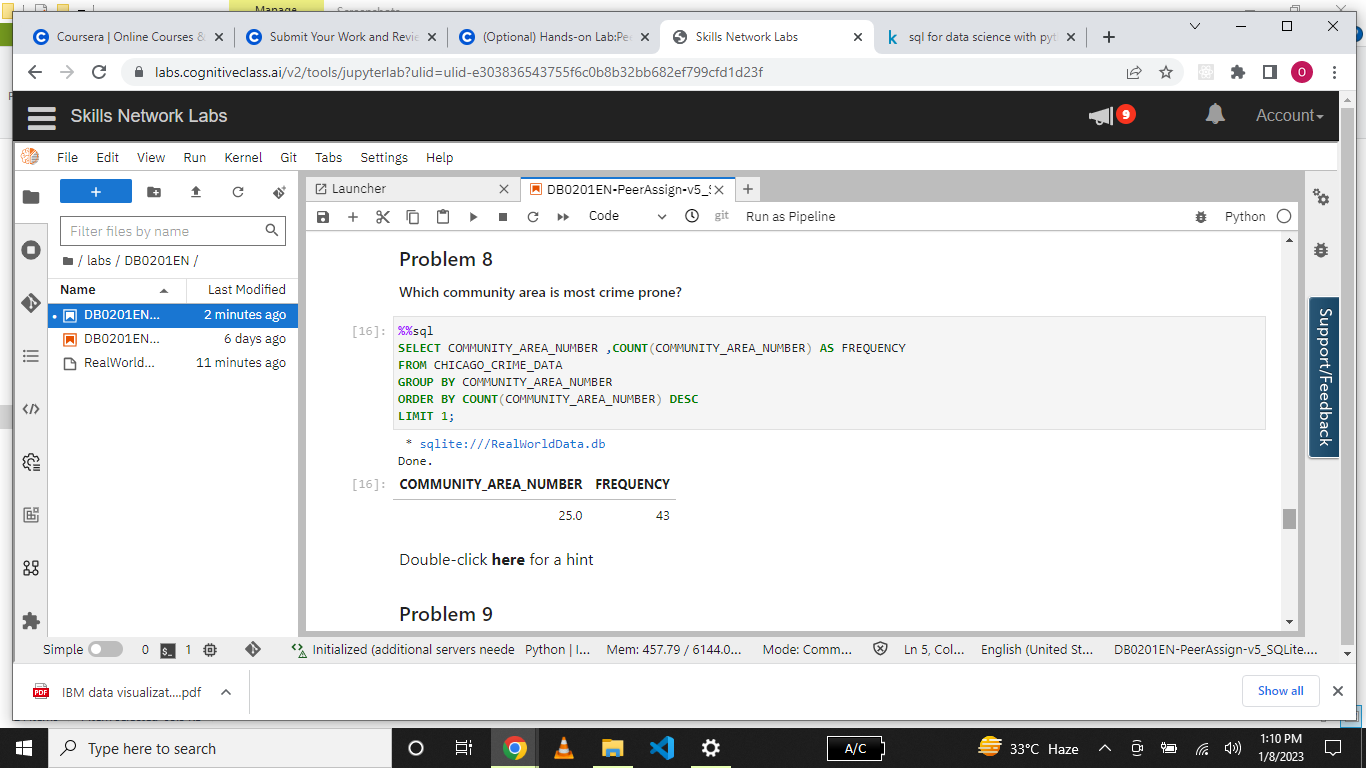 Manage
Screenshots
Coursera | Online Courses &
Submit Your Work and Revie
(Optional) Hands-on Lab:Pee
Skills Network Labs
sql for data science with pyt
labs.cognitiveclass.ai/v2/tools/jupyterlab?ulid=ulid-e303836543755f6c0b8b32bb682ef799cfd1d23f
O
Skills Network Labs
9
Account
File Edit View Run Kernel Git Tabs Settings Help
Launcher
DB0201EN-PeerAssign-v5_S
Code
git
Run as Pipeline
Python
Filter files by name
/ labs / DB0201EN /
Name Last Modified
DB0201EN... 2 minutes ago
DB0201EN... 6 days ago
RealWorld... 11 minutes ago
Problem 8
Which community area is most crime prone?
[16]:
%%sql
SELECT COMMUNITY_AREA_NUMBER ,COUNT(COMMUNITY_AREA_NUMBER) AS FREQUENCY
FROM CHICAGO_CRIME_DATA
GROUP BY COMMUNITY_AREA_NUMBER
ORDER BY COUNT(COMMUNITY_AREA_NUMBER) DESC
LIMIT 1;
* sqlite:///RealWorldData.db
Done.
[16]:
COMMUNITY_AREA_NUMBER FREQUENCY
25.0 43
Double-click here for a hint
Problem 9
Support/Feedback
Simple 0 $_ 1 Initialized (additional servers neede Python | I... Mem: 457.79 / 6144.0... Mode: Comm... Ln 5, Col... English (United St... DB0201EN-PeerAssign-v5_SQLite....
PDF
IBM data visualizat....pdf
Show all
Type here to search
A/C
33°C Haze
1:10 PM
1/8/2023